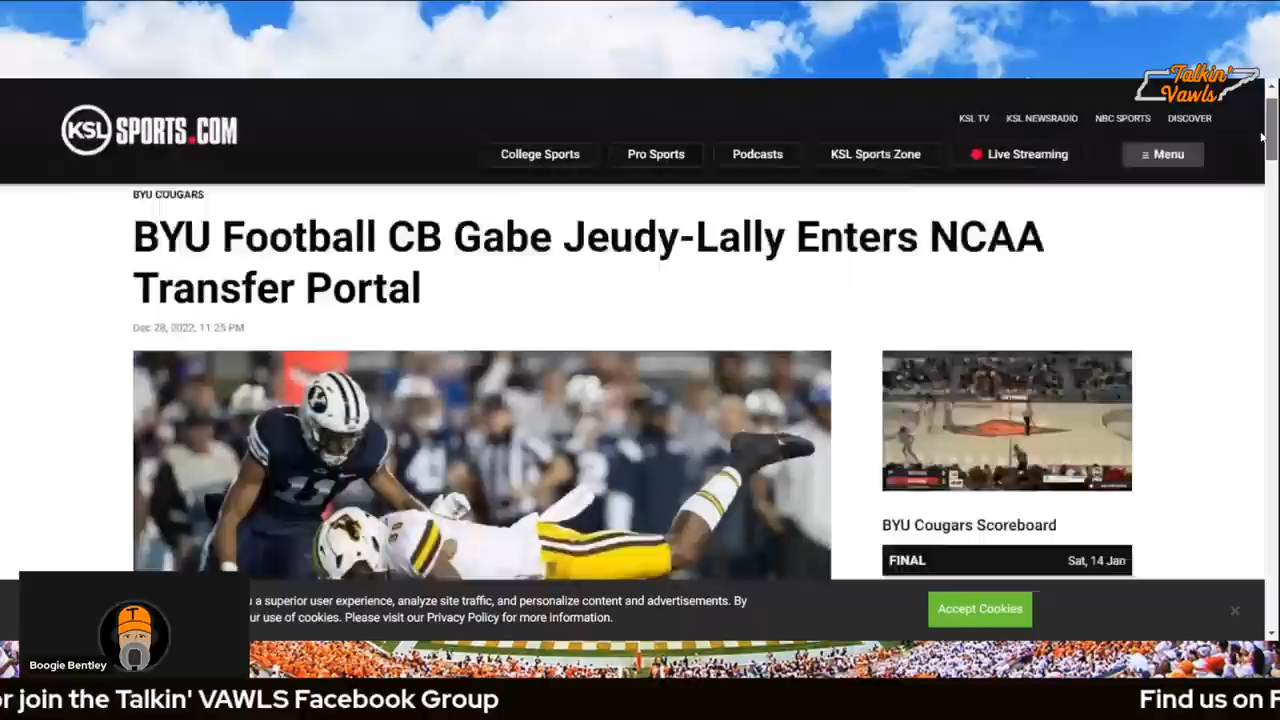 Talkin'
Vawls
KSL SPORTS.COM
KSL TV KSL NEWSRADIO NBC SPORTS DISCOVER
College Sports Pro Sports Podcasts KSL Sports Zone Live Streaming ≡ Menu
BYU COUGARS
BYU Football CB Gabe Jeudy-Lally Enters NCAA
Transfer Portal
Dec 28, 2022, 11:25 PM
BYU Cougars Scoreboard
FINAL Sat, 14 Jan
a superior user experience, analyze site traffic, and personalize content and advertisements. By
use of cookies. Please visit our Privacy Policy for more information.
Accept Cookies
T
Boogie Bentley
or join the Talkin' VAWLS Facebook Group Find us on F